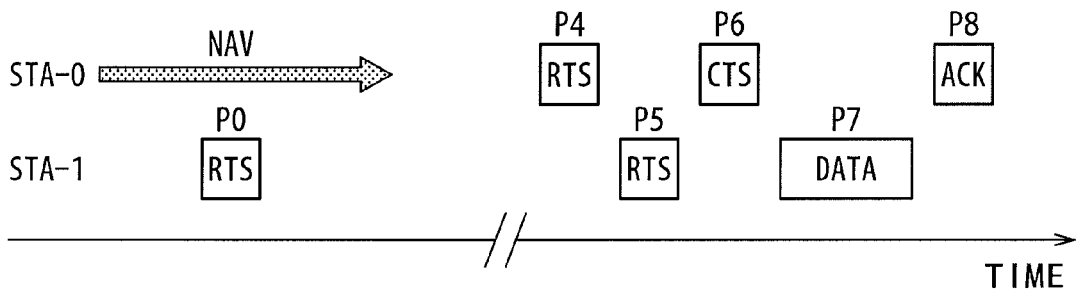 P4 P6 P8
NAV
STA-0 RTS CTS ACK
P0 P5 P7
STA-1 RTS RTS DATA
TIME